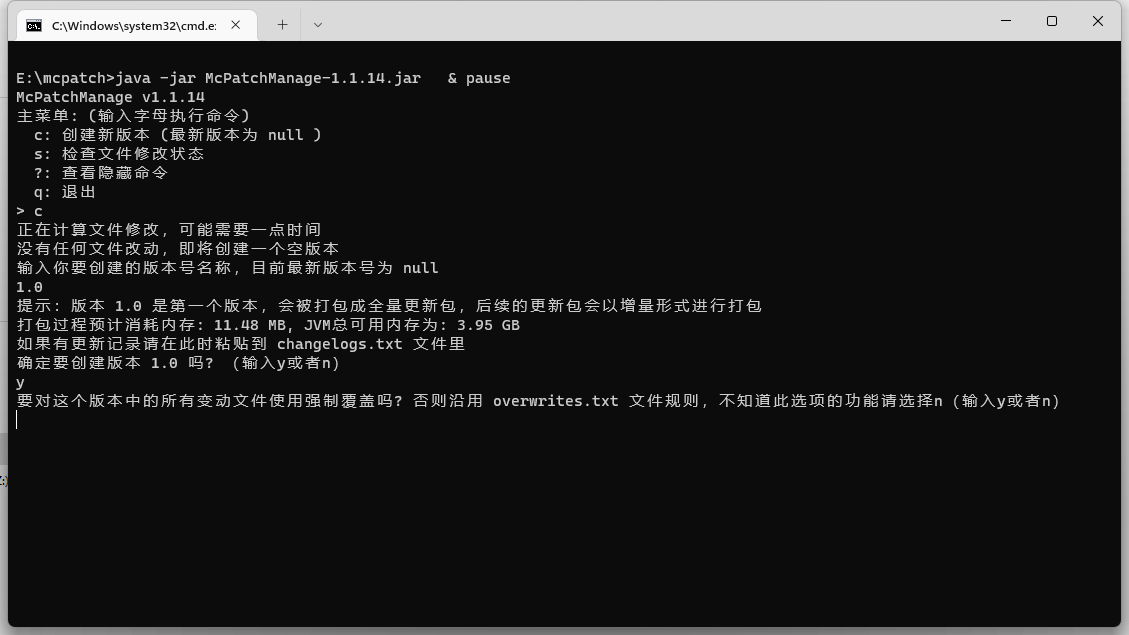 C:\Windows\system32\cmd.e:
E:\mcpatch>java -jar McPatchManage-1.1.14.jar   & pause
McPatchManage v1.1.14
主菜单: (输入字母执行命令)
c: 创建新版本 (最新版本为 null )
s: 检查文件修改状态
?: 查看隐藏命令
q: 退出
> c
正在计算文件修改, 可能需要一点时间
没有任何文件改动, 即将创建一个空版本
输入你要创建的版本号名称, 目前最新版本号为 null
1.0
提示: 版本 1.0 是第一个版本, 会被打包成全量更新包, 后续的更新包会以增量形式进行打包
打包过程预计消耗内存: 11.48 MB, JVM总可用内存为: 3.95 GB
如果有更新记录请在此时粘贴到 changelogs.txt 文件里
确定要创建版本 1.0 吗? (输入y或者n)
y
要对这个版本中的所有变动文件使用强制覆盖吗? 否则沿用 overwrites.txt 文件规则, 不知道此选项的功能请选择n (输入y或者n)